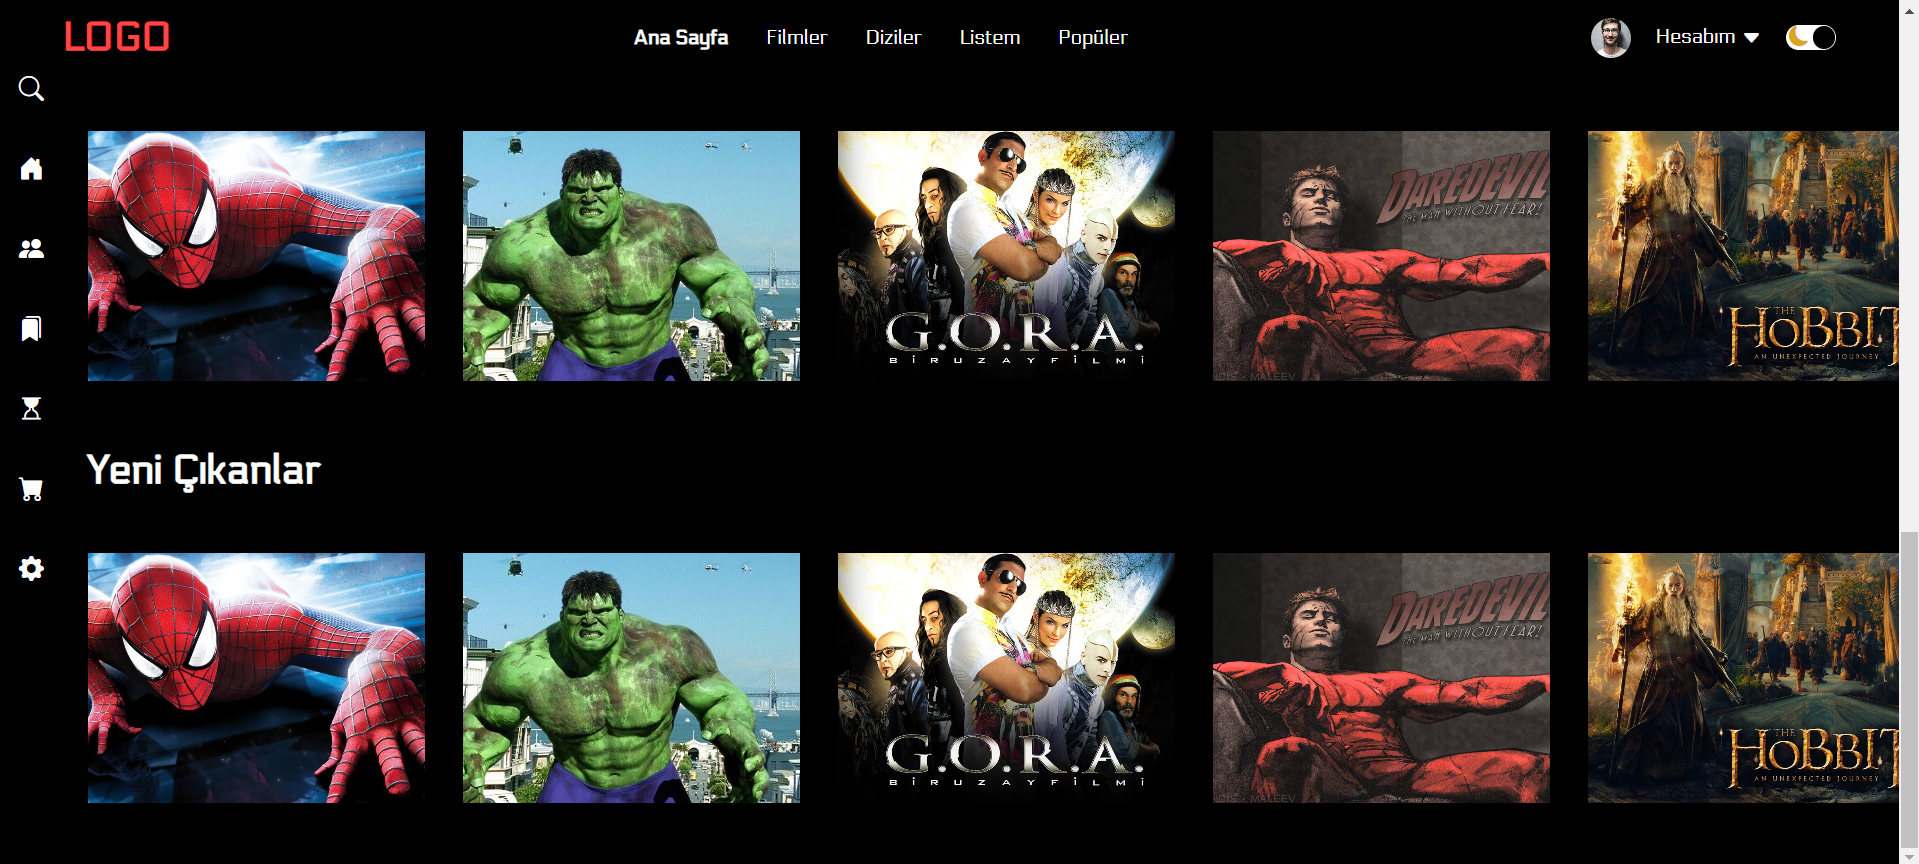 LOGO
Ana Sayfa
Filmler
Diziler
Listem
Popüler
Hesabım
G.O.R.A.
BİR UZAY FİLMİ
DAREDEVIL
THE MAN WITHOUT FEAR!
MALEEV
THE
HOBBIT
AN UNEXPECTED JOURNEY
Yeni Çıkanlar
G.O.R.A.
BİR UZAY FİLMİ
DAREDEVIL
THE MAN WITHOUT FEAR!
MALEEV
THE
HOBBIT
AN UNEXPECTED JOURNEY